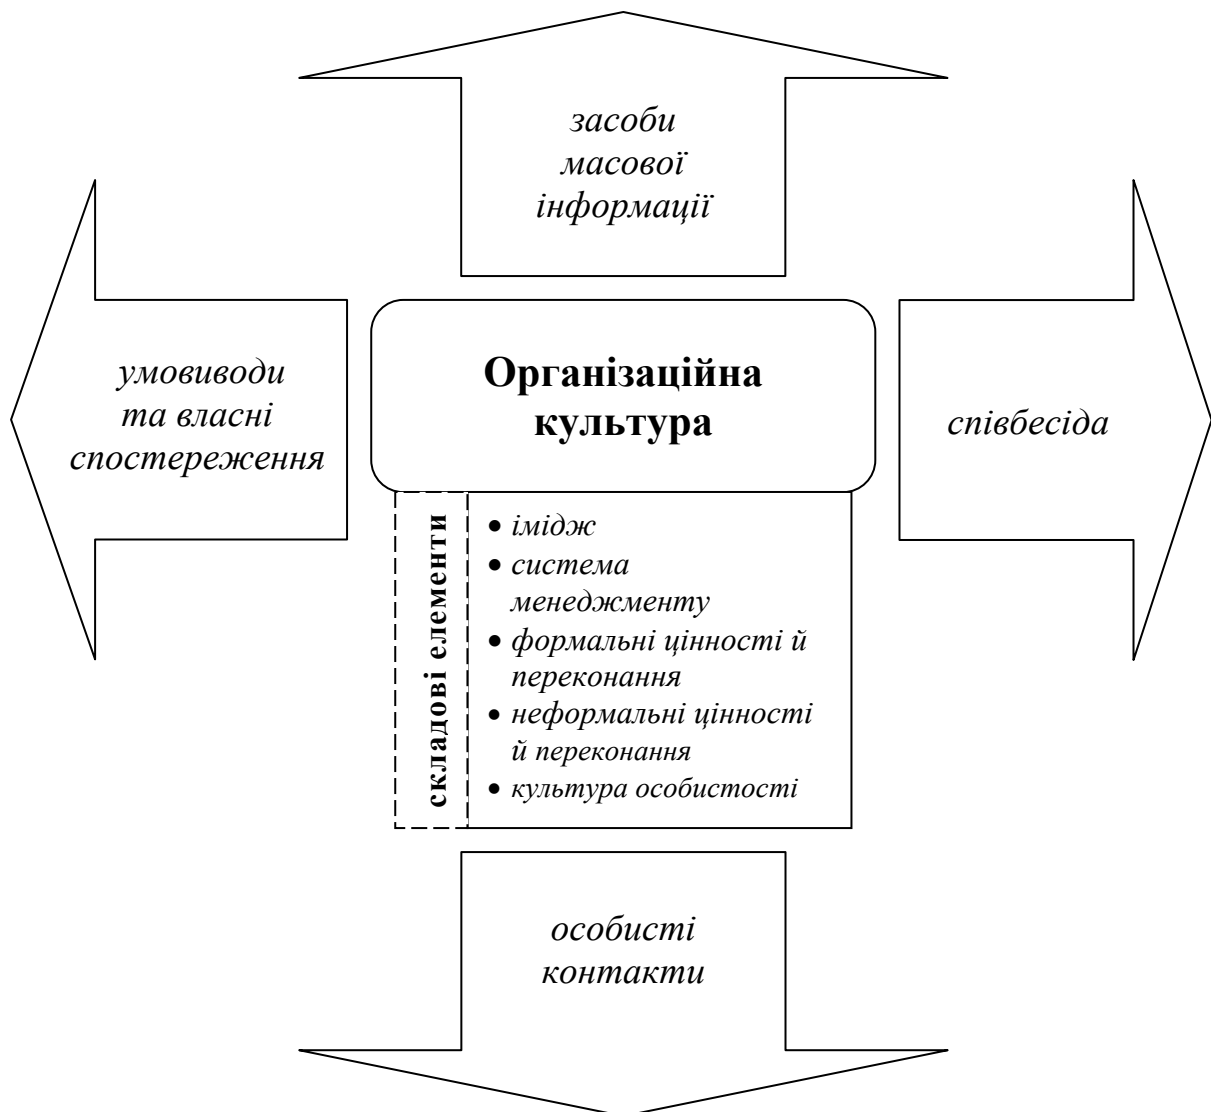 засоби
масової
інформації
умовиводи
та власні
спостереження
Організаційна
культура
співбесіда
складові елементи
• імідж
• система
менеджменту
• формальні цінності й
переконання
• неформальні цінності
й переконання
• культура особистості
особисті
контакти